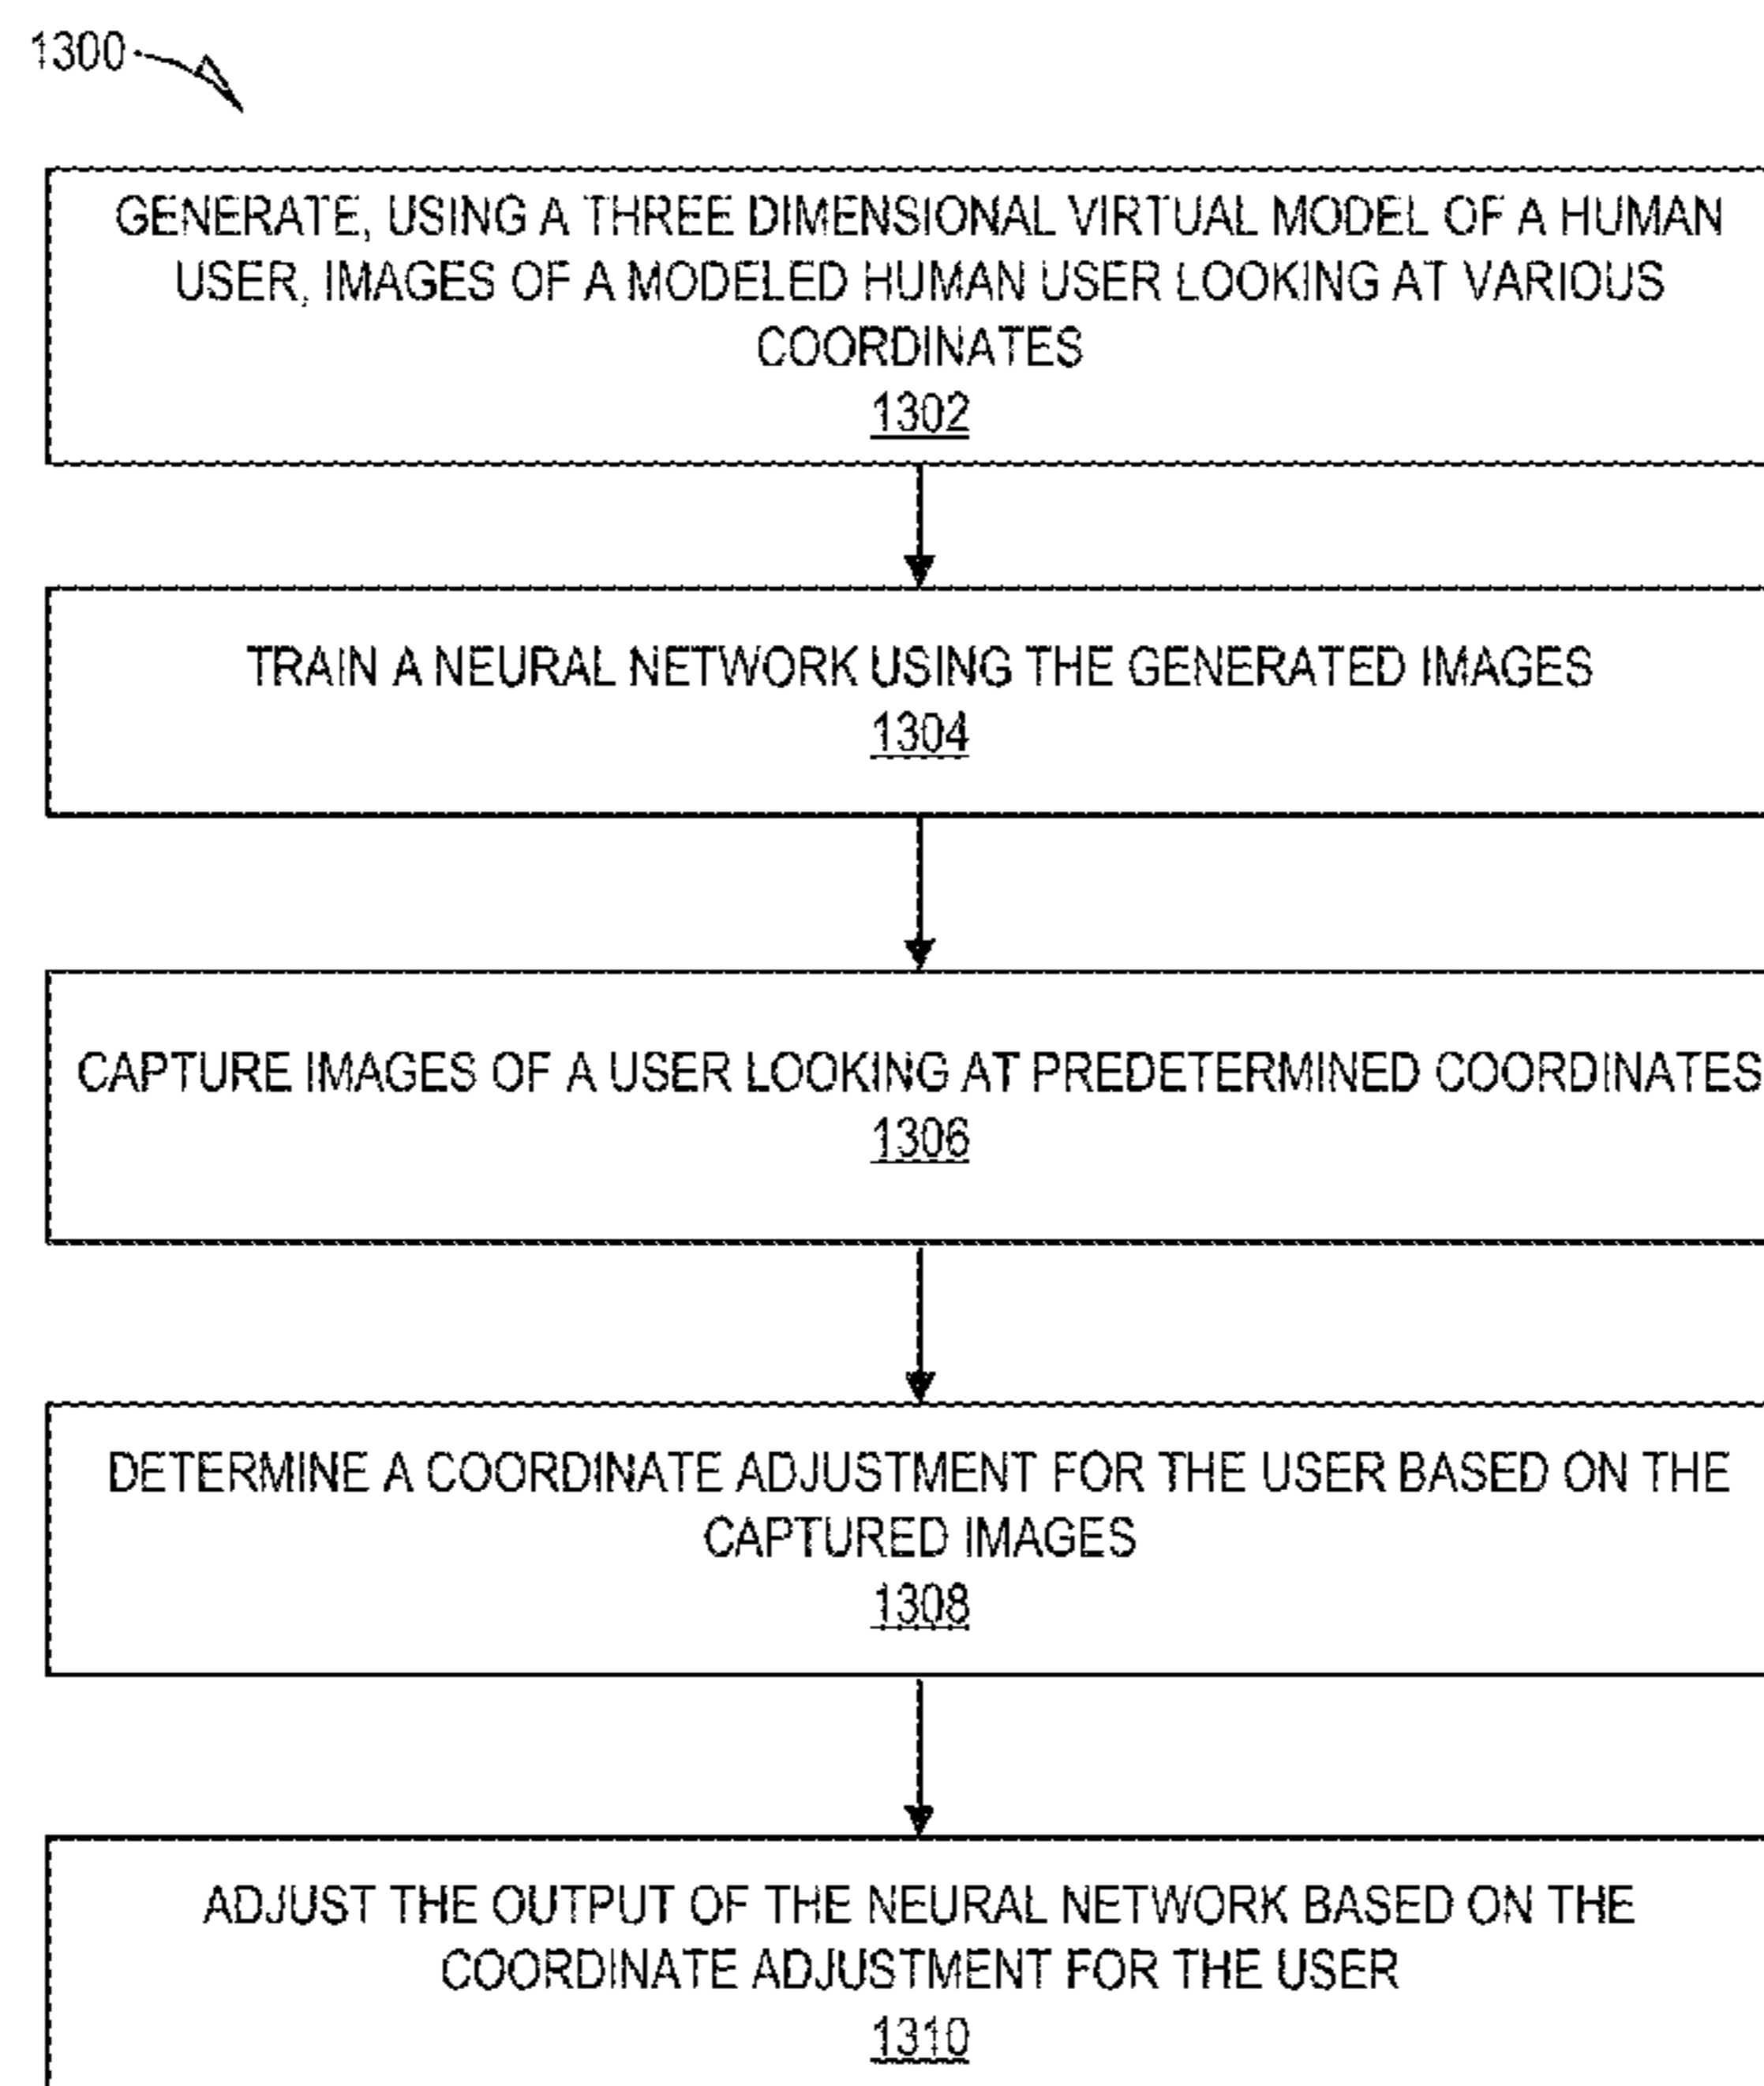 1300
GENERATE, USING A THREE DIMENSIONAL VIRTUAL MODEL OF A HUMAN
USER, IMAGES OF A MODELED HUMAN USER LOOKING AT VARIOUS
COORDINATES
1302
TRAIN A NEURAL NETWORK USING THE GENERATED IMAGES
1304
CAPTURE IMAGES OF A USER LOOKING AT PREDETERMINED COORDINATES
1306
DETERMINE A COORDINATE ADJUSTMENT FOR THE USER BASED ON THE
CAPTURED IMAGES
1308
ADJUST THE OUTPUT OF THE NEURAL NETWORK BASED ON THE
COORDINATE ADJUSTMENT FOR THE USER
1310